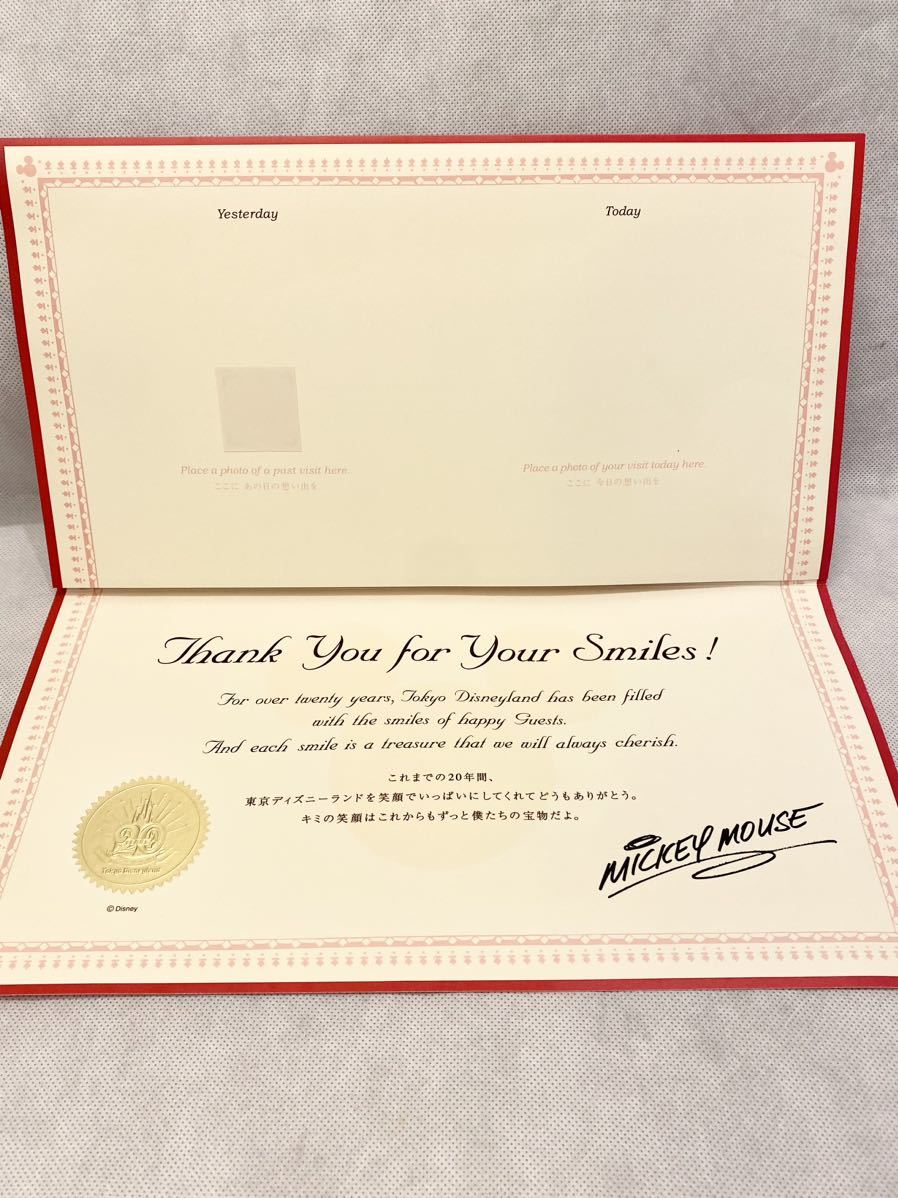 Yesterday
Today
Place a photo of a past visit here.
ここに あの日の想い出を
Place a photo of your visit today here.
ここに 今日の想い出を
Thank You for Your Smiles!
For over twenty years, Tokyo Disneyland has been filled
with the smiles of happy Guests.
And each smile is a treasure that we will always cherish.
これまでの20年間、
東京ディズニーランドを笑顔でいっぱいにしてくれてどうもありがとう。
キミの笑顔はこれからもずっと僕たちの宝物だよ。
MICKEY MOUSE
20
Tokyo Disneyland
© Disney